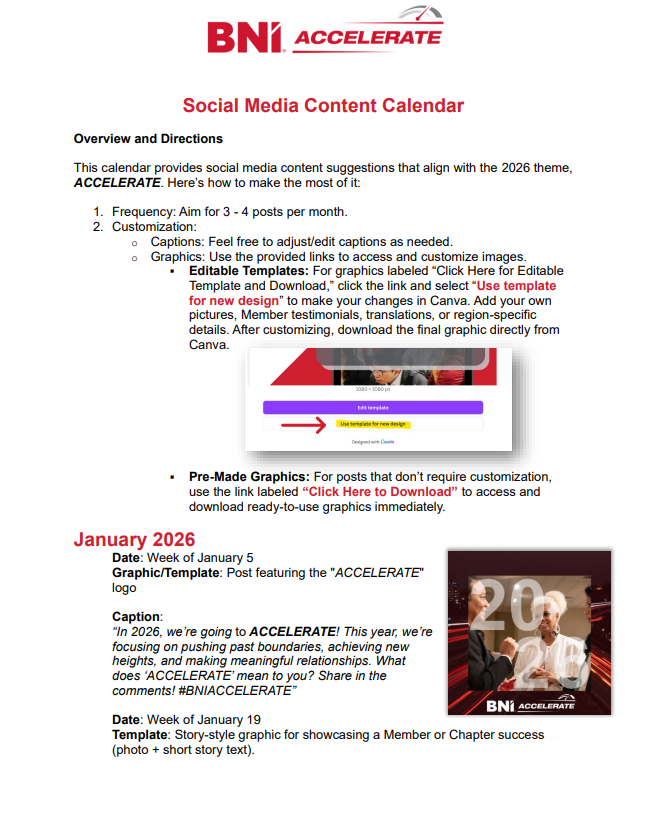 BNI® ACCELERATE
Social Media Content Calendar
Overview and Directions
This calendar provides social media content suggestions that align with the 2026 theme,
ACCELERATE. Here's how to make the most of it:
1. Frequency: Aim for 3 - 4 posts per month.
2. Customization:
o Captions: Feel free to adjust/edit captions as needed.
o Graphics: Use the provided links to access and customize images.
▪ Editable Templates: For graphics labeled “Click Here for Editable
Template and Download,” click the link and select “Use template
for new design” to make your changes in Canva. Add your own
pictures, Member testimonials, translations, or region-specific
details. After customizing, download the final graphic directly from
Canva.
1080 × 1080 px
Edit template
Use template for new design
Designed with Canva
▪ Pre-Made Graphics: For posts that don’t require customization,
use the link labeled “Click Here to Download” to access and
download ready-to-use graphics immediately.
January 2026
Date: Week of January 5
Graphic/Template: Post featuring the "ACCELERATE"
logo
Caption:
“In 2026, we’re going to ACCELERATE! This year, we’re
focusing on pushing past boundaries, achieving new
heights, and making meaningful relationships. What
does ‘ACCELERATE’ mean to you? Share in the
comments! #BNIACCELERATE”
2026
BNI ACCELERATE
Date: Week of January 19
Template: Story-style graphic for showcasing a Member or Chapter success
(photo + short story text).